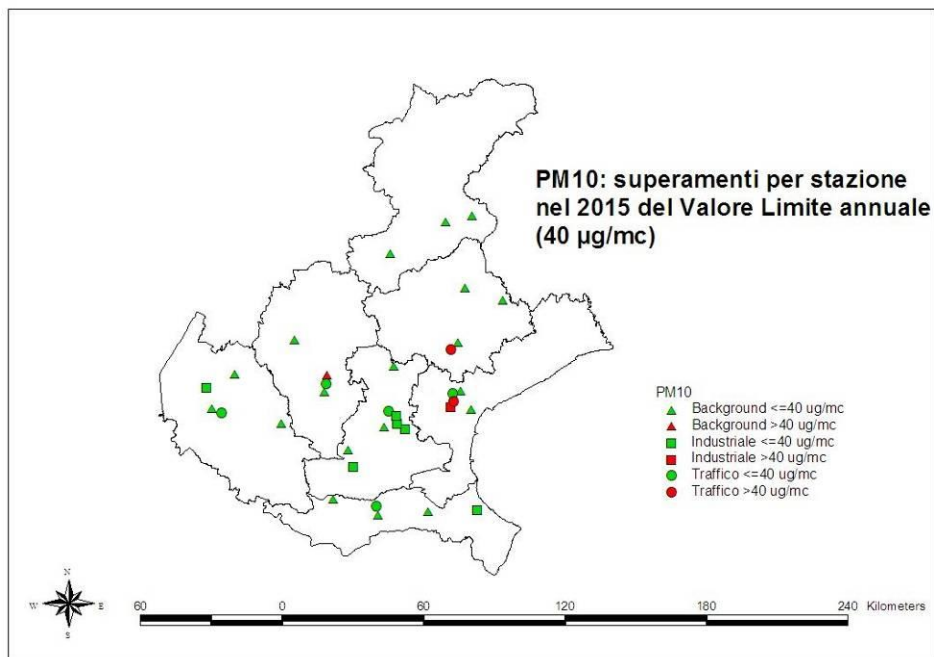 PM10: superamenti per stazione
nel 2015 del Valore Limite annuale
(40 µg/mc)
PM10
Background <=40 ug/mc
Background >40 ug/mc
Industriale <=40 ug/mc
Industriale >40 ug/mc
Traffico <=40 ug/mc
Traffico >40 ug/mc
N
W E
S
60 0 60 120 180 240 Kilometers